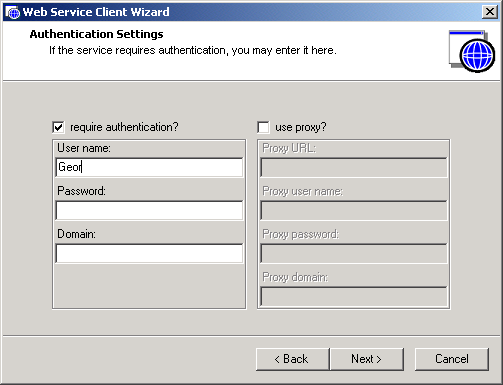 Web Service Client Wizard
Authentication Settings
If the service requires authentication, you may enter it here.
require authentication?
User name:
Geor
Password:
Domain:
use proxy?
Proxy URL:
Proxy user name:
Proxy password:
Proxy domain:
< Back
Next >
Cancel